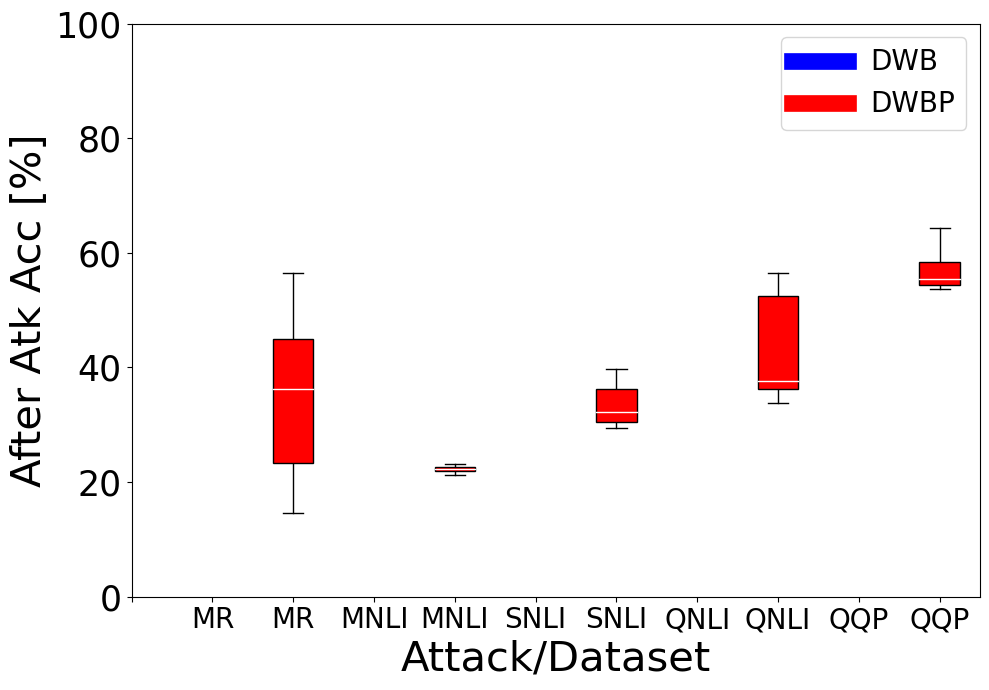 After Atk Acc [%]
100
80
60
40
20
0
DWB
DWBP
MR MR MNLI MNLI SNLI SNLI QNLI QNLI QQP QQP
Attack/Dataset